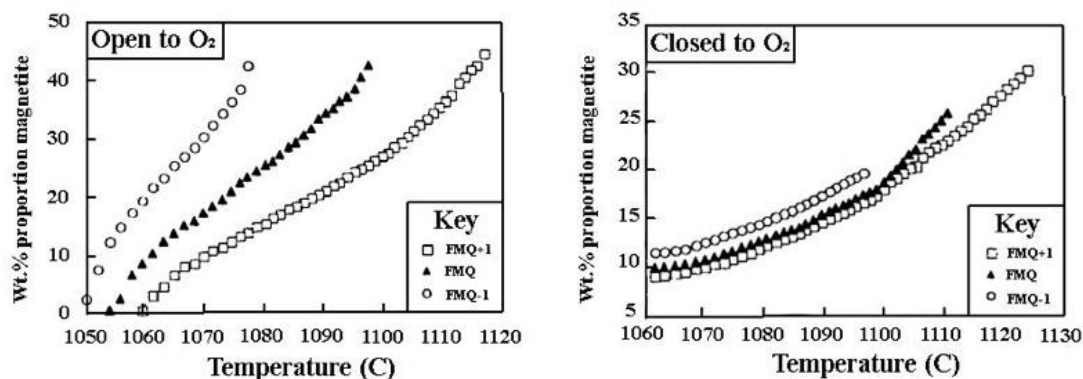 Open to O₂
Wt.% proportion magnetite
50
40
30
20
10
0
1050
1060
1070
1080
1090
1100
1110
1120
Temperature (C)
Key
FMQ+1
FMQ
FMQ-1
Closed to O₂
Wt.% proportion magnetite
35
30
25
20
15
10
5
1060
1070
1080
1090
1100
1110
1120
1130
Temperature (C)
Key
FMQ+1
FMQ
FMQ-1